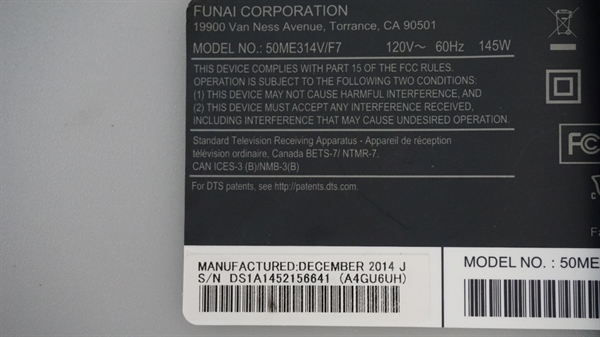 FUNAI CORPORATION
19900 Van Ness Avenue, Torrance, CA 90501
MODEL NO.: 50ME314V/F7 120V～ 60Hz 145W
THIS DEVICE COMPLIES WITH PART 15 OF THE FCC RULES.
OPERATION IS SUBJECT TO THE FOLLOWING TWO CONDITIONS:
(1) THIS DEVICE MAY NOT CAUSE HARMFUL INTERFERENCE, AND
(2) THIS DEVICE MUST ACCEPT ANY INTERFERENCE RECEIVED,
INCLUDING INTERFERENCE THAT MAY CAUSE UNDESIRED OPERATION.
Standard Television Receiving Apparatus - Appareil de réception
télévision ordinaire, Canada BETS-7/ NTMR-7.
CAN ICES-3 (B)/NMB-3(B)
For DTS patents, see http://patents.dts.com.
FC
Fa
MANUFACTURED:DECEMBER 2014 J
S/N DS1A1452156641 (A4GU6UH)
MODEL NO. : 50ME